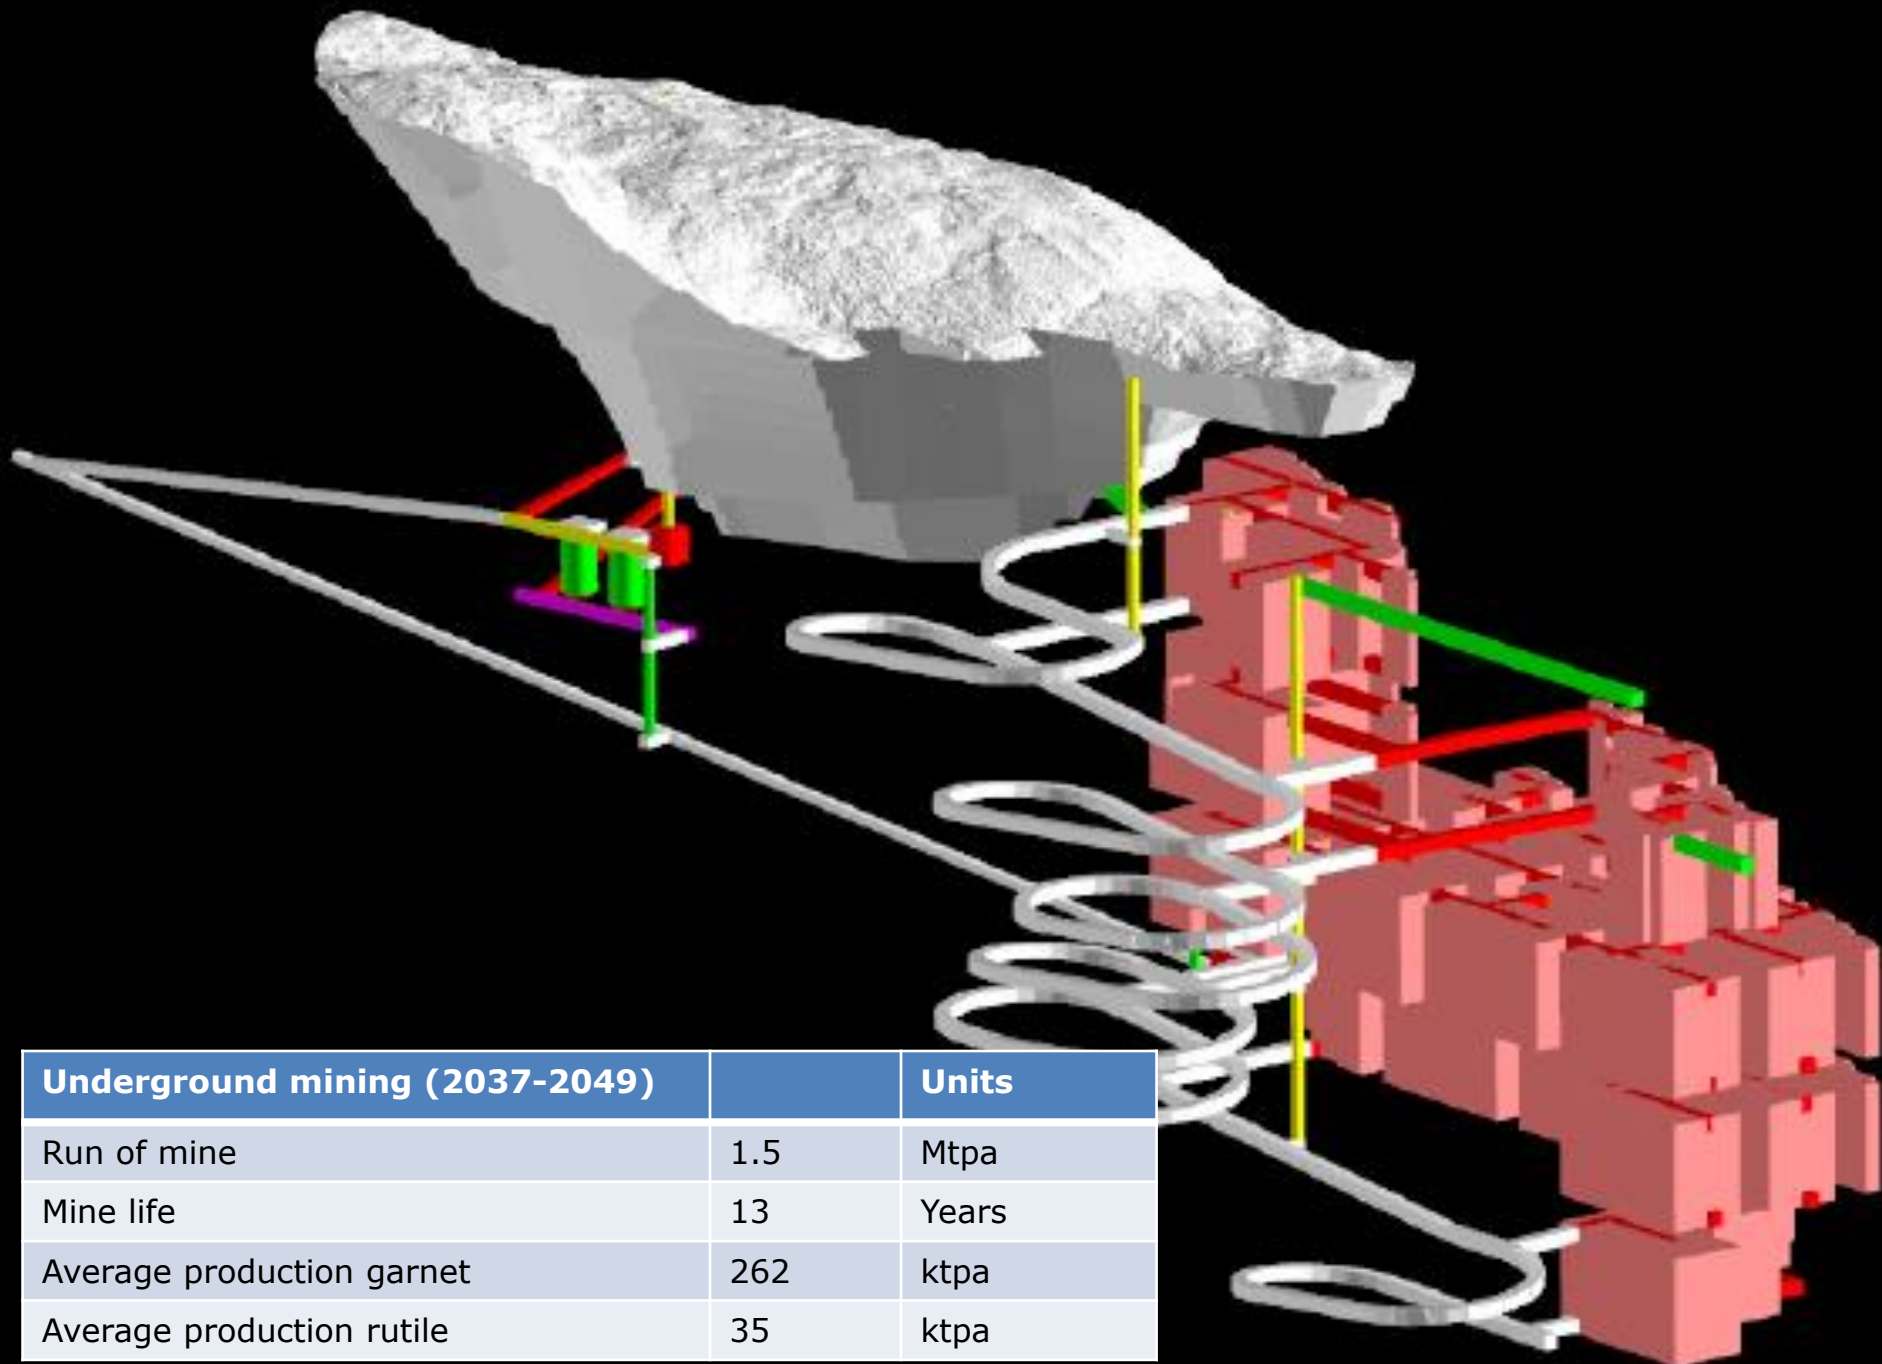 Underground mining (2037-2049) Units
Run of mine 1.5 Mtpa
Mine life 13 Years
Average production garnet 262 ktpa
Average production rutile 35 ktpa